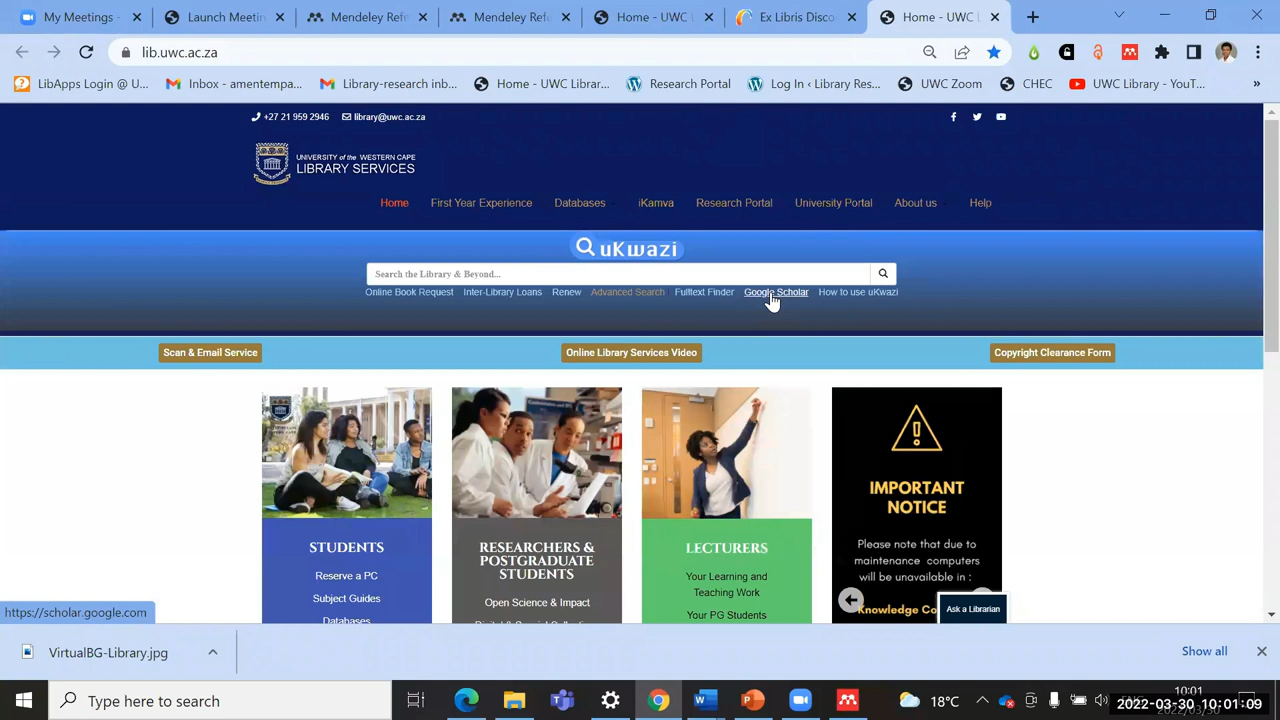 My Meetings
Launch Meetin
Mendeley Refe
Mendeley Refe
Home - UWC L
Ex Libris Disco
Home - UWC L
lib.uwc.ac.za
LibApps Login @ U...
Inbox - amentempa...
Library-research inb...
Home - UWC Librar...
Research Portal
Log In ‹ Library Res...
UWC Zoom
CHEC
UWC Library - YouT...
»
+27 21 959 2946
library@uwc.ac.za
UNIVERSITY of the WESTERN CAPE
LIBRARY SERVICES
Home
First Year Experience
Databases
iKamva
Research Portal
University Portal
About us
Help
uKwazi
Search the Library & Beyond...
Online Book Request
Inter-Library Loans
Renew
Advanced Search
Fulltext Finder
Google Scholar
How to use uKwazi
Scan & Email Service
Online Library Services Video
Copyright Clearance Form
STUDENTS
Reserve a PC
Subject Guides
Databases
RESEARCHERS &
POSTGRADUATE
STUDENTS
Open Science & Impact
LECTURERS
Your Learning and
Teaching Work
Your PG Students
IMPORTANT
NOTICE
Please note that due to
maintenance computers
will be unavailable in :
Knowledge Co
Ask a Librarian
https://scholar.google.com
VirtualBG-Library.jpg
Show all
Type here to search
18°C
ENG
10:01
2022-03-30 10:01:09
2022/03/30